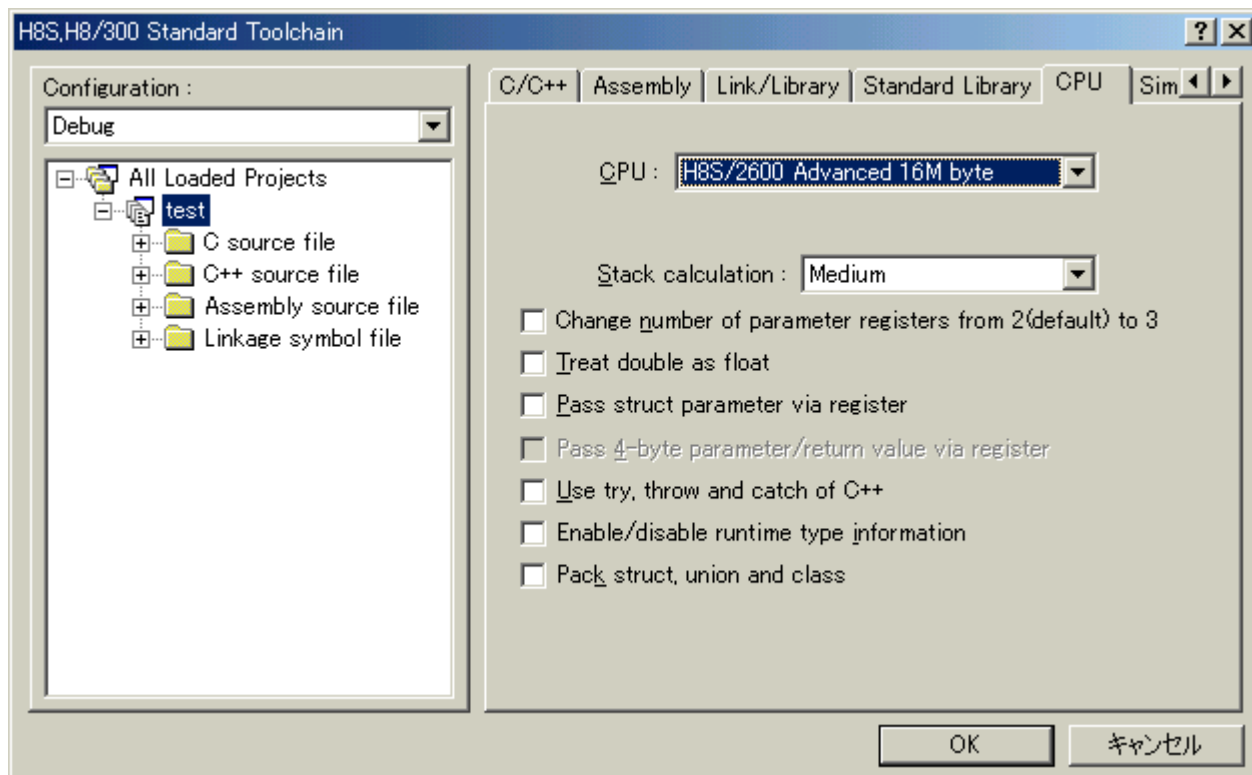 H8S,H8/300 Standard Toolchain
Configuration :
Debug
All Loaded Projects
test
C source file
C++ source file
Assembly source file
Linkage symbol file
C/C++ Assembly Link/Library Standard Library CPU Sim
CPU : H8S/2600 Advanced 16M byte
Stack calculation : Medium
Change number of parameter registers from 2(default) to 3
Treat double as float
Pass struct parameter via register
Pass 4-byte parameter/return value via register
Use try, throw and catch of C++
Enable/disable runtime type information
Pack struct, union and class
OK キャンセル